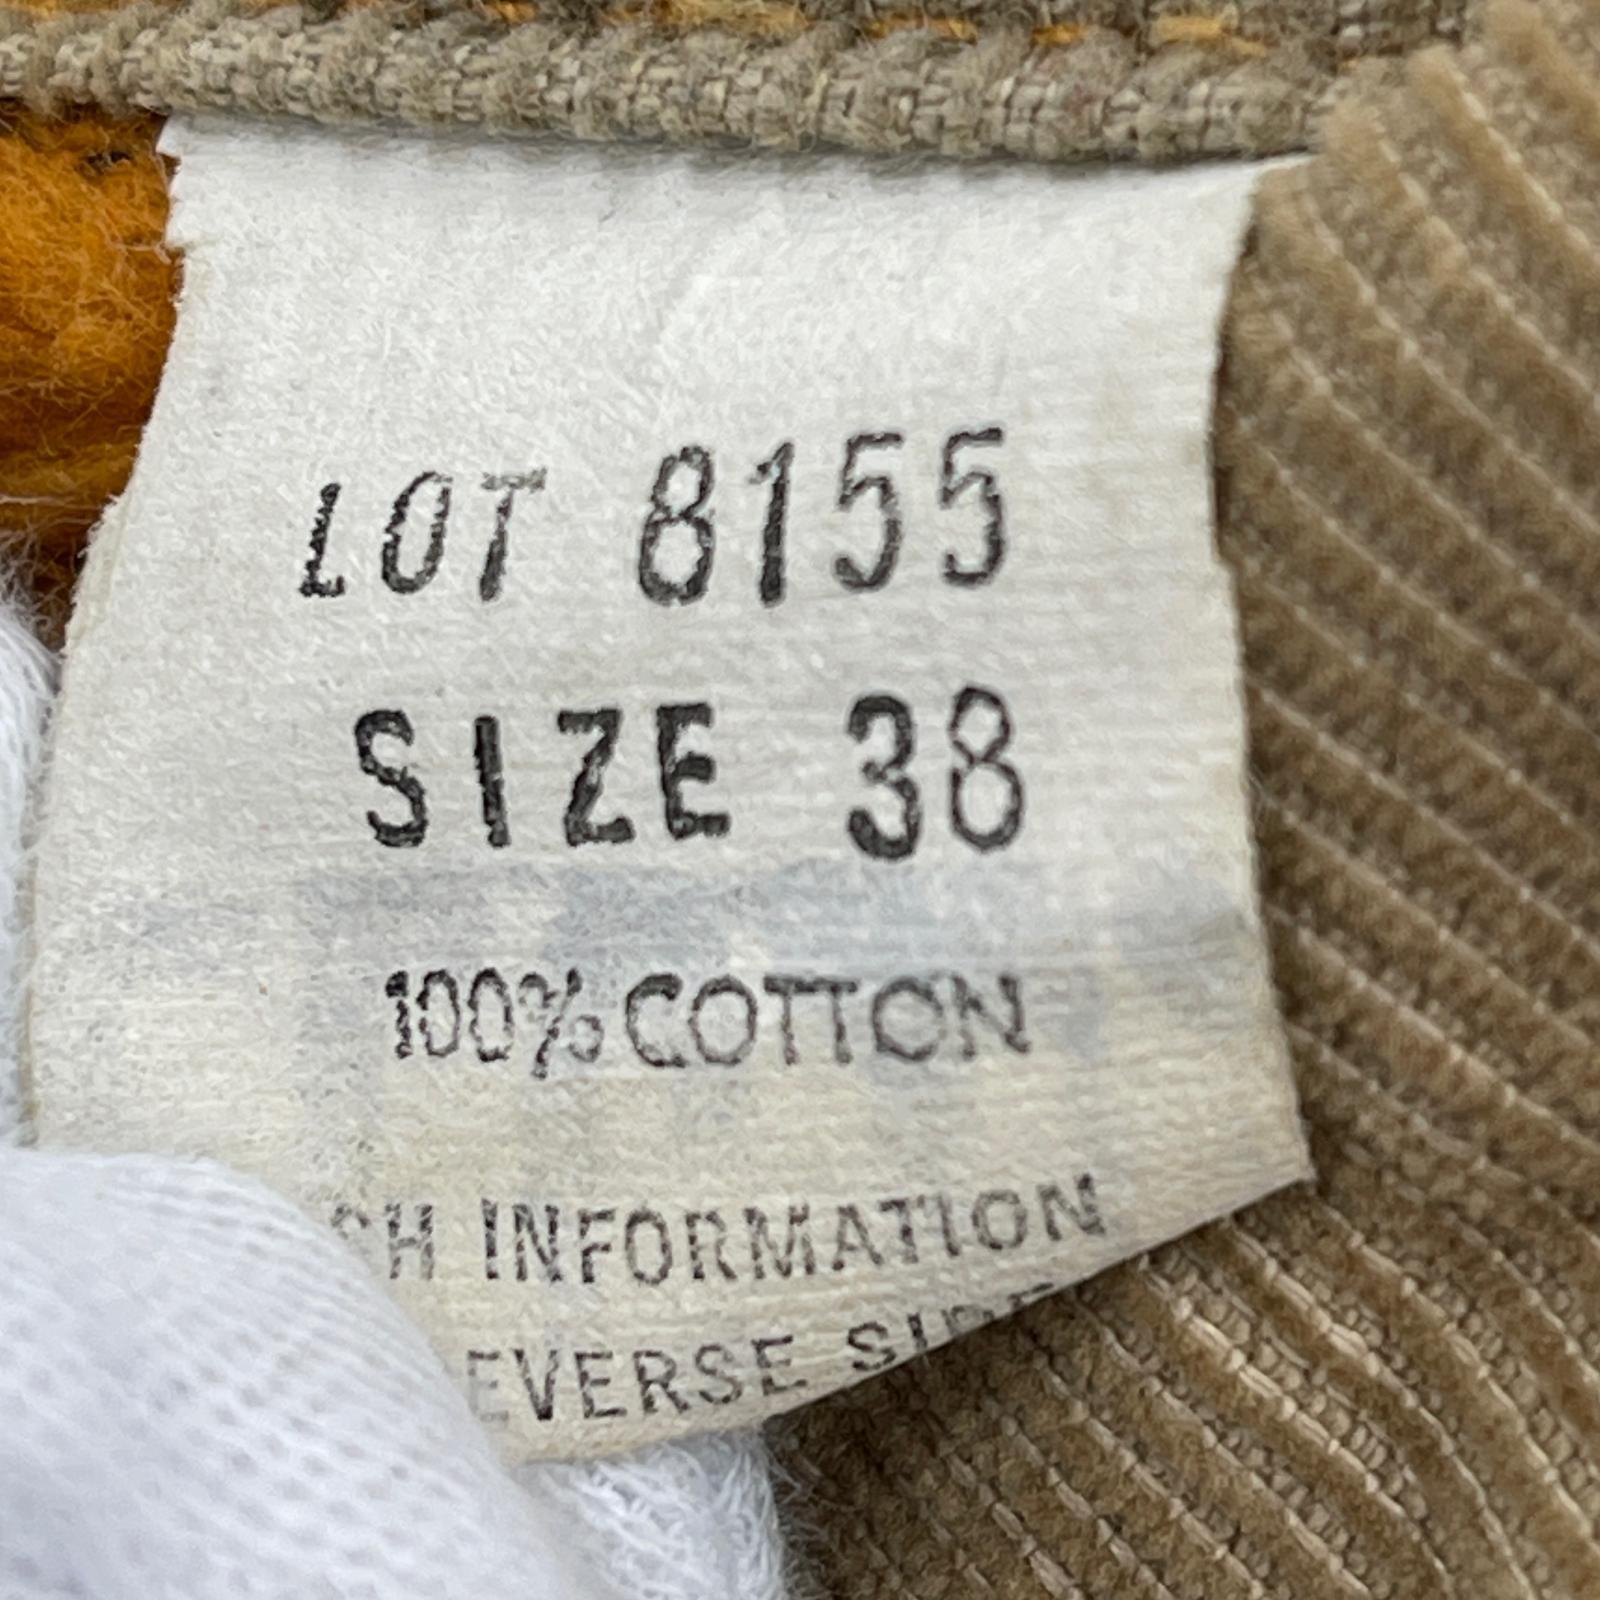 LOT 8155
SIZE 38
100% COTTON
INFORMATION